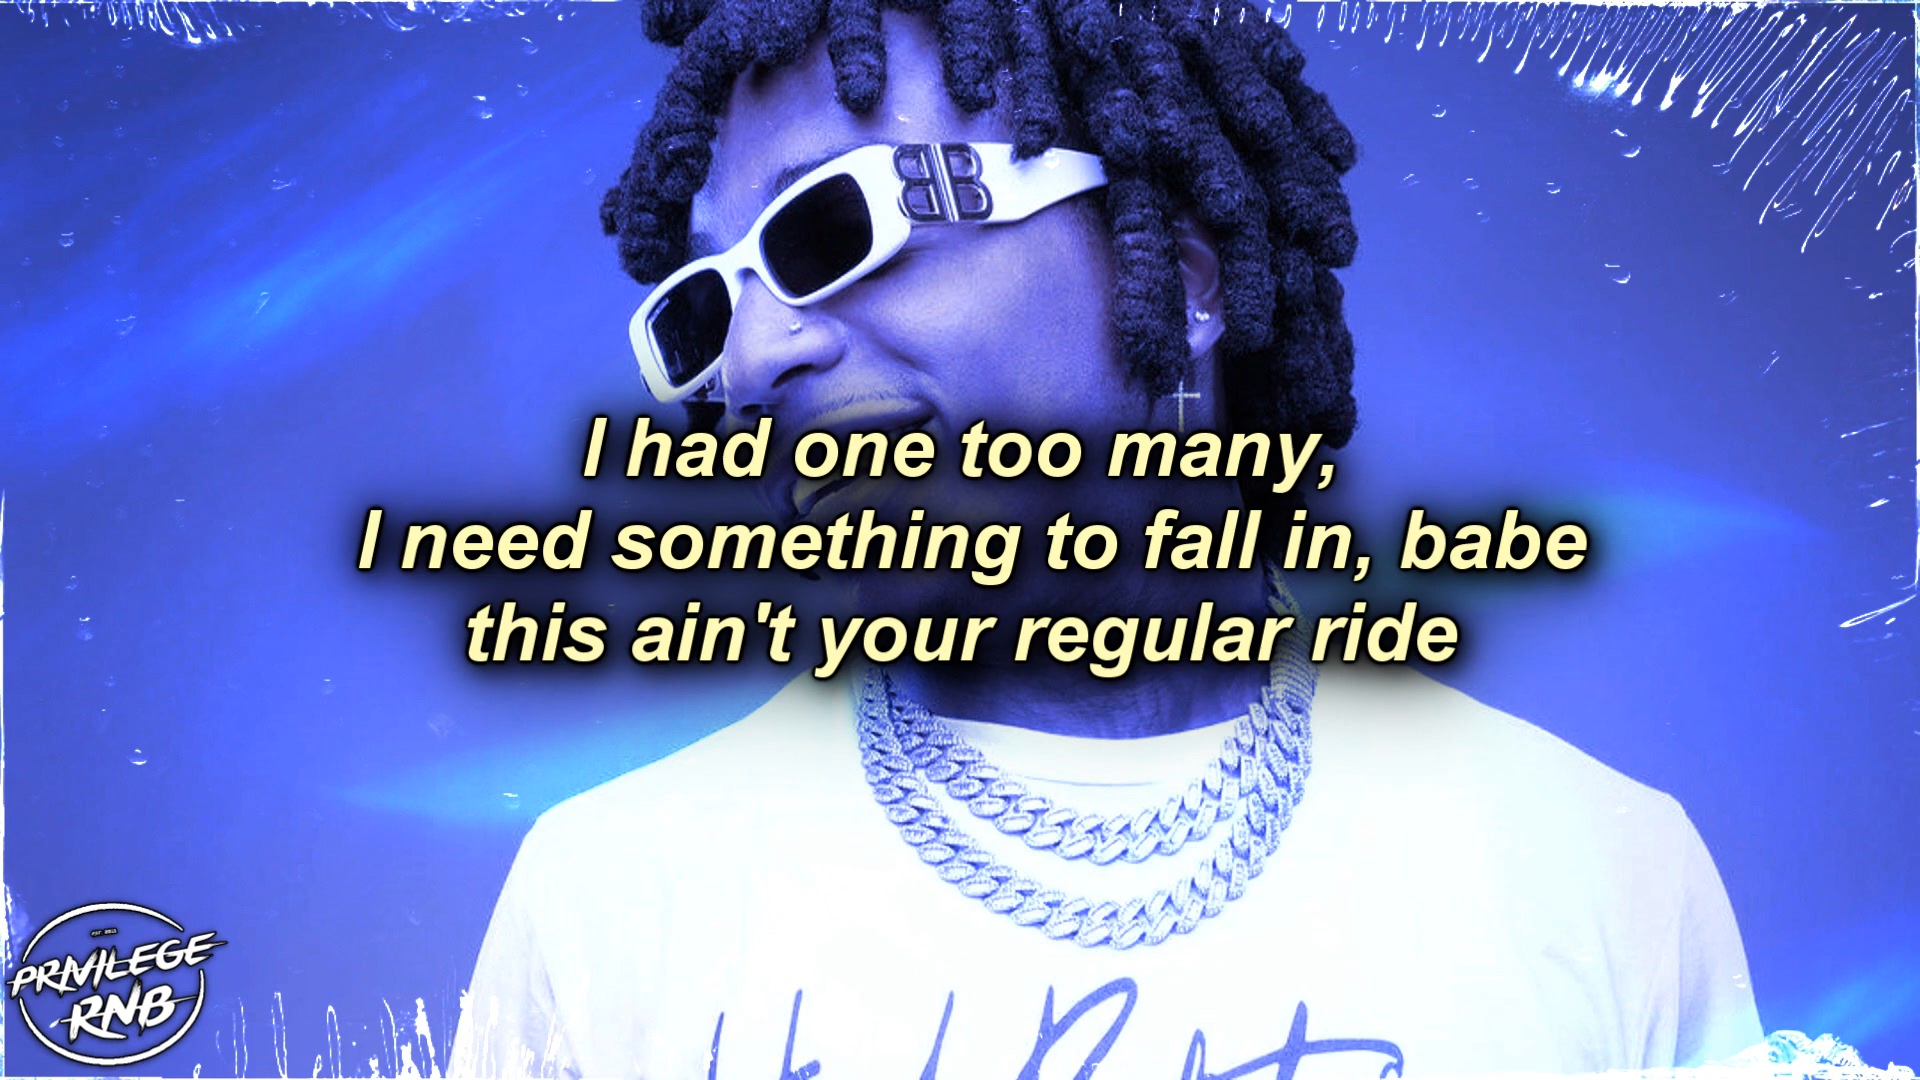 I had one too many,
I need something to fall in, babe
this ain't your regular ride
PRIVILEGE
RNB